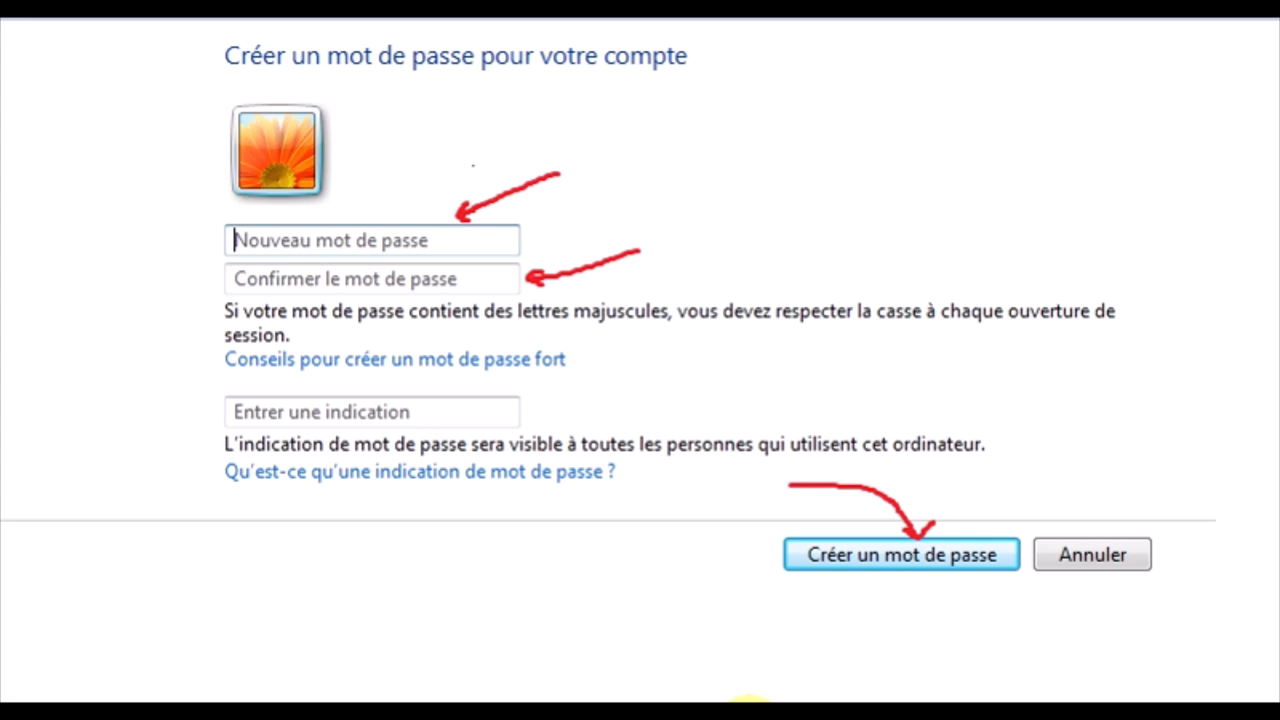 Créer un mot de passe pour votre compte
Nouveau mot de passe
Confirmer le mot de passe
Si votre mot de passe contient des lettres majuscules, vous devez respecter la casse à chaque ouverture de
session.
Conseils pour créer un mot de passe fort
Entrer une indication
L'indication de mot de passe sera visible à toutes les personnes qui utilisent cet ordinateur.
Qu'est-ce qu'une indication de mot de passe ?
Créer un mot de passe Annuler